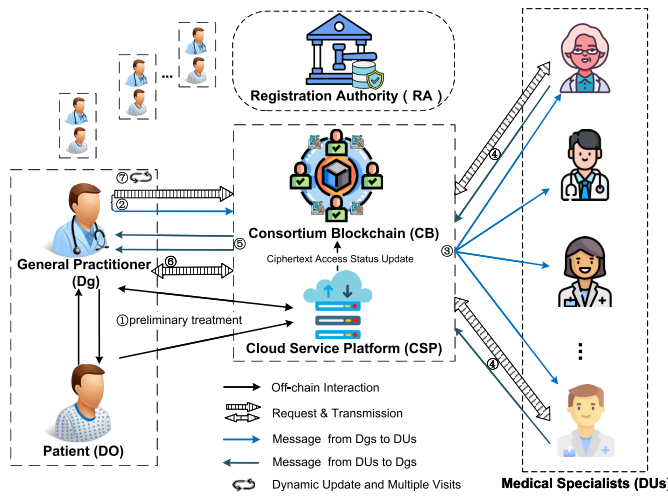 Registration Authority ( RA )
⑦
②
④
Consortium Blockchain (CB)
⑤
③
General Practitioner
(Dg)
⑥
Ciphertext Access Status Update
①preliminary treatment
Cloud Service Platform (CSP)
④
Off-chain Interaction
Request & Transmission
Message from Dgs to DUs
Patient (DO)
Message from DUs to Dgs
Dynamic Update and Multiple Visits
Medical Specialists (DUs)